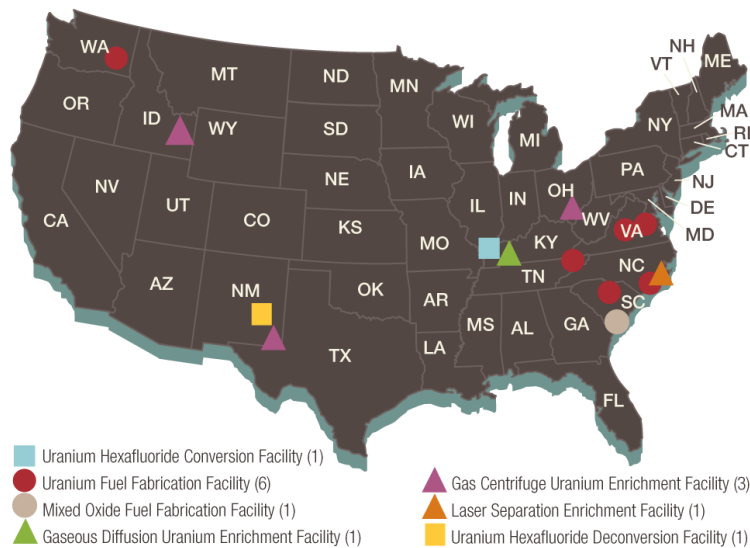 NH
WA
VT
ME
MT
ND
MN
OR
ID
WY
SD
WI
MI
NY
MA
RI
CT
NV
NE
IA
PA
NJ
CA
UT
CO
KS
IL
IN
OH
WV
VA
DE
MD
MO
KY
AZ
NM
OK
TN
NC
AR
SC
TX
MS
AL
GA
LA
FL
Uranium Hexafluoride Conversion Facility (1)
Uranium Fuel Fabrication Facility (6)
Mixed Oxide Fuel Fabrication Facility (1)
Gaseous Diffusion Uranium Enrichment Facility (1)
Gas Centrifuge Uranium Enrichment Facility (3)
Laser Separation Enrichment Facility (1)
Uranium Hexafluoride Deconversion Facility (1)